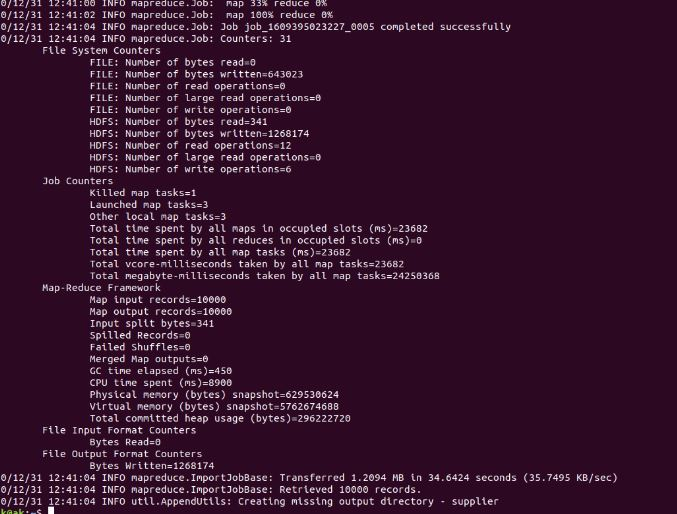 0/12/31 12:41:00 INFO mapreduce.Job:  map 33% reduce 0%
0/12/31 12:41:02 INFO mapreduce.Job:  map 100% reduce 0%
0/12/31 12:41:04 INFO mapreduce.Job: Job job_1609395023227_0005 completed successfully
0/12/31 12:41:04 INFO mapreduce.Job: Counters: 31
File System Counters
FILE: Number of bytes read=0
FILE: Number of bytes written=643023
FILE: Number of read operations=0
FILE: Number of large read operations=0
FILE: Number of write operations=0
HDFS: Number of bytes read=341
HDFS: Number of bytes written=1268174
HDFS: Number of read operations=12
HDFS: Number of large read operations=0
HDFS: Number of write operations=6
Job Counters
Killed map tasks=1
Launched map tasks=3
Other local map tasks=3
Total time spent by all maps in occupied slots (ms)=23682
Total time spent by all reduces in occupied slots (ms)=0
Total time spent by all map tasks (ms)=23682
Total vcore-milliseconds taken by all map tasks=23682
Total megabyte-milliseconds taken by all map tasks=24250368
Map-Reduce Framework
Map input records=10000
Map output records=10000
Input split bytes=341
Spilled Records=0
Failed Shuffles=0
Merged Map outputs=0
GC time elapsed (ms)=450
CPU time spent (ms)=8900
Physical memory (bytes) snapshot=629530624
Virtual memory (bytes) snapshot=5762674688
Total committed heap usage (bytes)=296222720
File Input Format Counters
Bytes Read=0
File Output Format Counters
Bytes Written=1268174
0/12/31 12:41:04 INFO mapreduce.ImportJobBase: Transferred 1.2094 MB in 34.6424 seconds (35.7495 KB/sec)
0/12/31 12:41:04 INFO mapreduce.ImportJobBase: Retrieved 10000 records.
0/12/31 12:41:04 INFO util.AppendUtils: Creating missing output directory - supplier
k@ak:~$